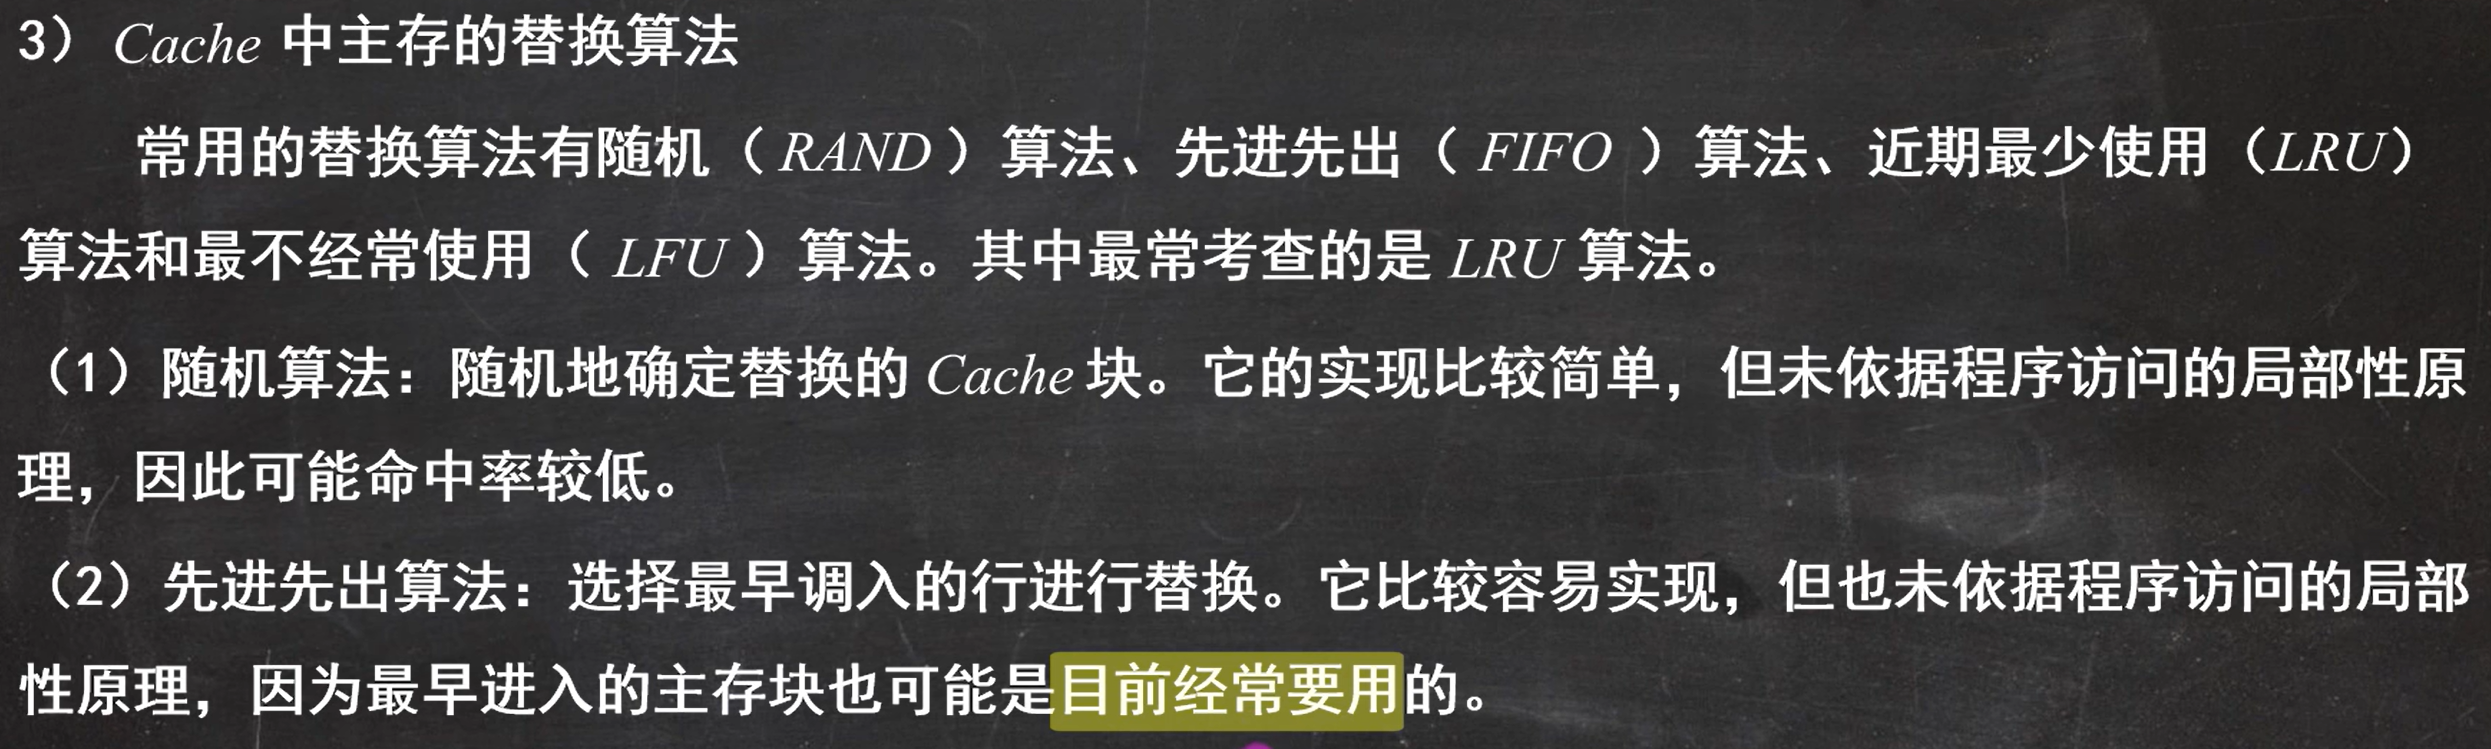 3) Cache 中主存的替换算法
常用的替换算法有随机（RAND）算法、先进先出（FIFO）算法、近期最少使用（LRU）
算法和最不经常使用（LFU）算法。其中最常考查的是 LRU 算法。
（1）随机算法：随机地确定替换的 Cache 块。它的实现比较简单，但未依据程序访问的局部性原
理，因此可能命中率较低。
（2）先进先出算法：选择最早调入的行进行替换。它比较容易实现，但也未依据程序访问的局部
性原理，因为最早进入的主存块也可能是目前经常要用的。